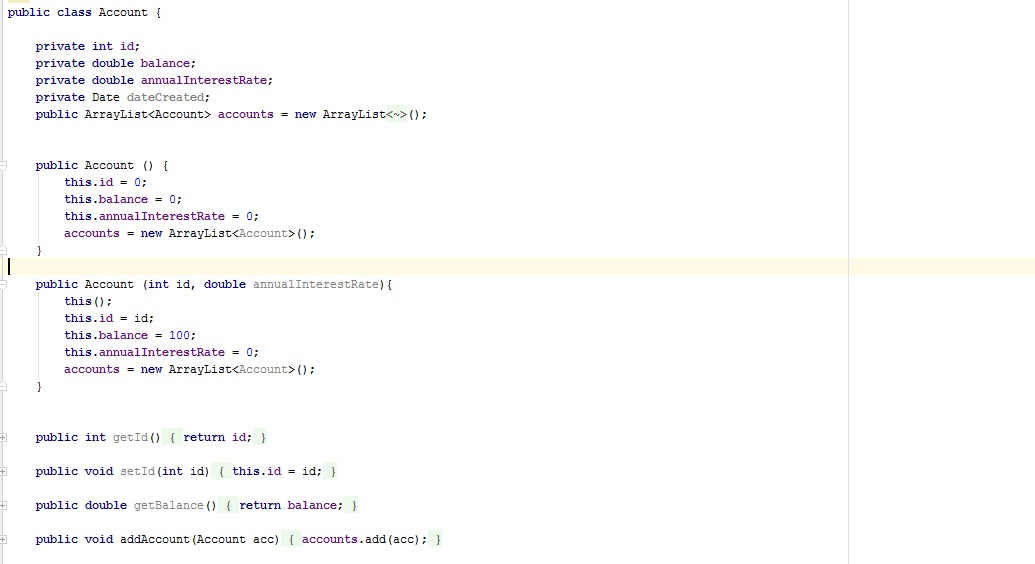 public class Account {
private int id;
private double balance;
private double annualInterestRate;
private Date dateCreated;
public ArrayList<Account> accounts = new ArrayList<~>();
public Account () {
this.id = 0;
this.balance = 0;
this.annualInterestRate = 0;
accounts = new ArrayList<Account>();
}
public Account (int id, double annualInterestRate){
this();
this.id = id;
this.balance = 100;
this.annualInterestRate = 0;
accounts = new ArrayList<Account>();
}
public int getId() { return id; }
public void setId(int id) { this.id = id; }
public double getBalance() { return balance; }
public void addAccount(Account acc) { accounts.add(acc); }